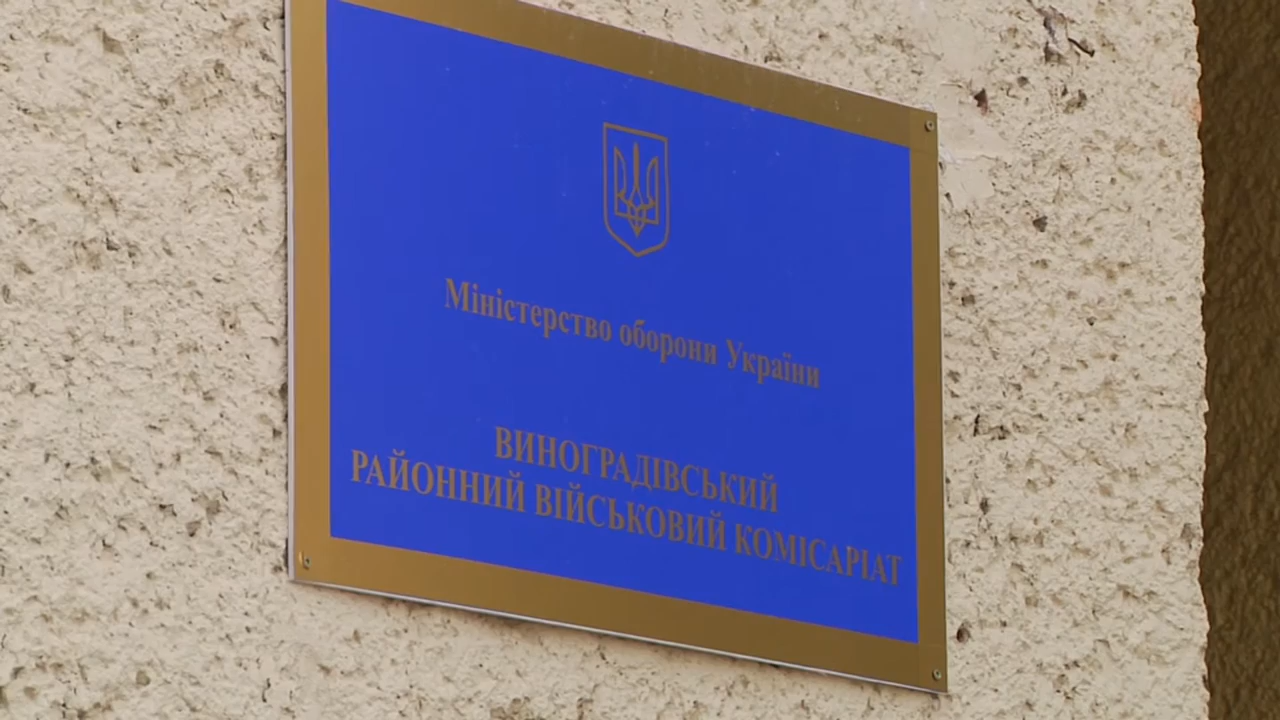 Міністерство оборони України
ВИНОГРАДІВСЬКИЙ
РАЙОННИЙ ВІЙСЬКОВИЙ КОМІСАРІАТ